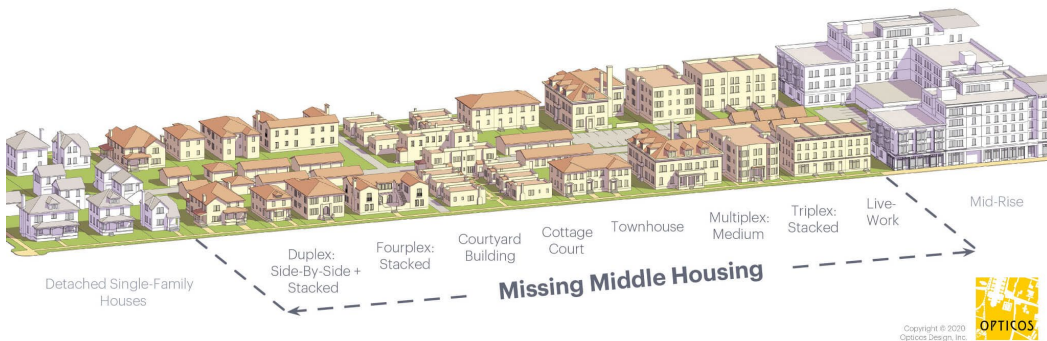 Detached Single-Family
Houses
Duplex:
Side-By-Side +
Stacked
Fourplex:
Stacked
Courtyard
Building
Cottage
Court
Townhouse
Multiplex:
Medium
Triplex:
Stacked
Live-
Work
Mid-Rise
Missing Middle Housing
Copyright © 2020
Opticos Design, Inc.
OPTICOS